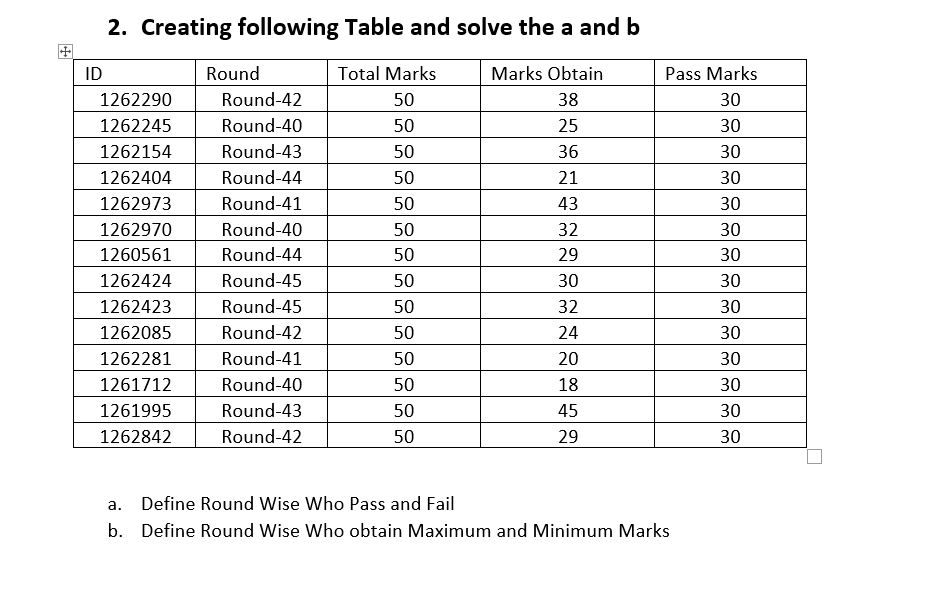 2. Creating following Table and solve the a and b
ID Round Total Marks Marks Obtain Pass Marks
1262290 Round-42 50 38 30
1262245 Round-40 50 25 30
1262154 Round-43 50 36 30
1262404 Round-44 50 21 30
1262973 Round-41 50 43 30
1262970 Round-40 50 32 30
1260561 Round-44 50 29 30
1262424 Round-45 50 30 30
1262423 Round-45 50 32 30
1262085 Round-42 50 24 30
1262281 Round-41 50 20 30
1261712 Round-40 50 18 30
1261995 Round-43 50 45 30
1262842 Round-42 50 29 30
a. Define Round Wise Who Pass and Fail
b. Define Round Wise Who obtain Maximum and Minimum Marks